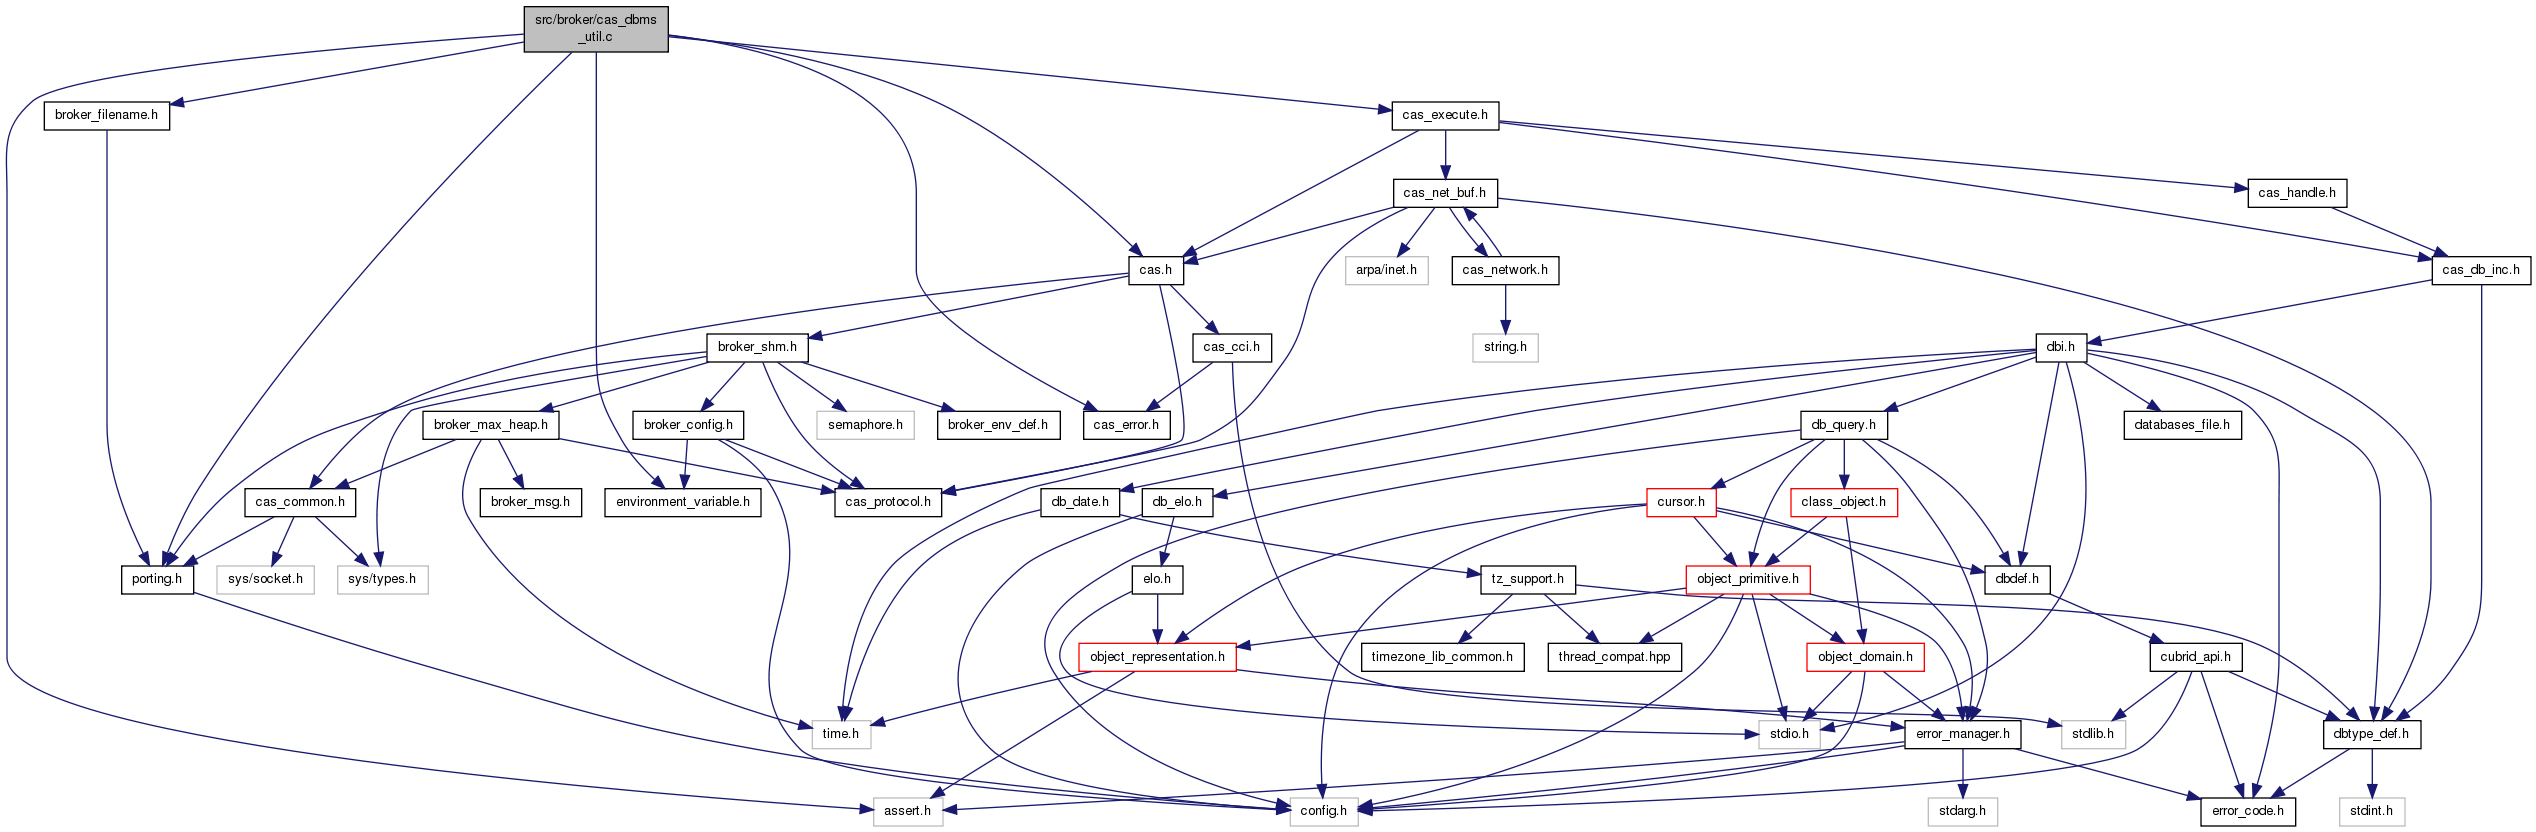 src/broker/cas_dbms
_util.c
broker_filename.h
cas_execute.h
cas_net_buf.h
cas_handle.h
cas.h
arpa/inet.h
cas_network.h
cas_db_inc.h
broker_shm.h
cas_cci.h
string.h
dbi.h
broker_max_heap.h
broker_config.h
semaphore.h
broker_env_def.h
cas_error.h
db_query.h
databases_file.h
cas_common.h
broker_msg.h
environment_variable.h
cas_protocol.h
db_date.h
db_elo.h
cursor.h
class_object.h
porting.h
sys/socket.h
sys/types.h
elo.h
tz_support.h
object_primitive.h
dbdef.h
object_representation.h
timezone_lib_common.h
thread_compat.hpp
object_domain.h
cubrid_api.h
time.h
stdio.h
error_manager.h
stdlib.h
dbtype_def.h
assert.h
config.h
stdarg.h
error_code.h
stdint.h